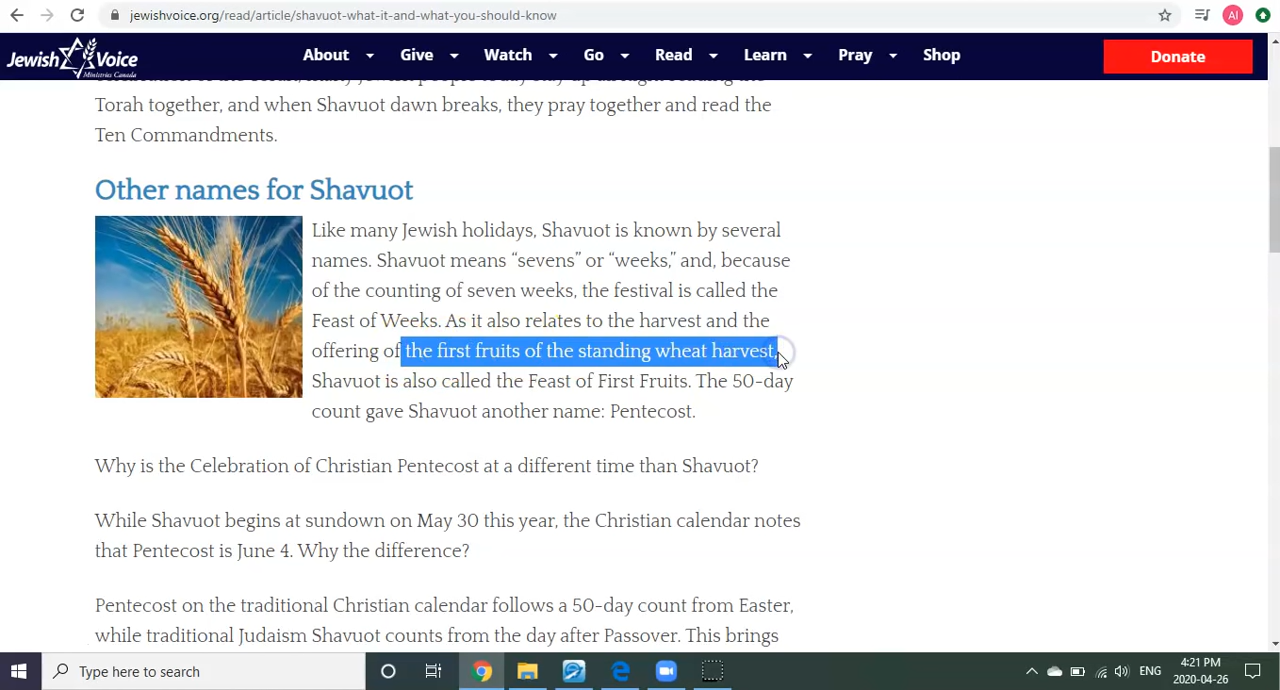 jewishvoice.org/read/article/shavuot-what-it-and-what-you-should-know
AI
Jewish Voice
Ministries Canada
About Give Watch Go Read Learn Pray Shop
Donate
Torah together, and when Shavuot dawn breaks, they pray together and read the
Ten Commandments.
Other names for Shavuot
Like many Jewish holidays, Shavuot is known by several
names. Shavuot means “sevens” or “weeks,” and, because
of the counting of seven weeks, the festival is called the
Feast of Weeks. As it also relates to the harvest and the
offering of the first fruits of the standing wheat harvest,
Shavuot is also called the Feast of First Fruits. The 50-day
count gave Shavuot another name: Pentecost.
Why is the Celebration of Christian Pentecost at a different time than Shavuot?
While Shavuot begins at sundown on May 30 this year, the Christian calendar notes
that Pentecost is June 4. Why the difference?
Pentecost on the traditional Christian calendar follows a 50-day count from Easter,
while traditional Judaism Shavuot counts from the day after Passover. This brings
Type here to search
ENG
4:21 PM
2020-04-26